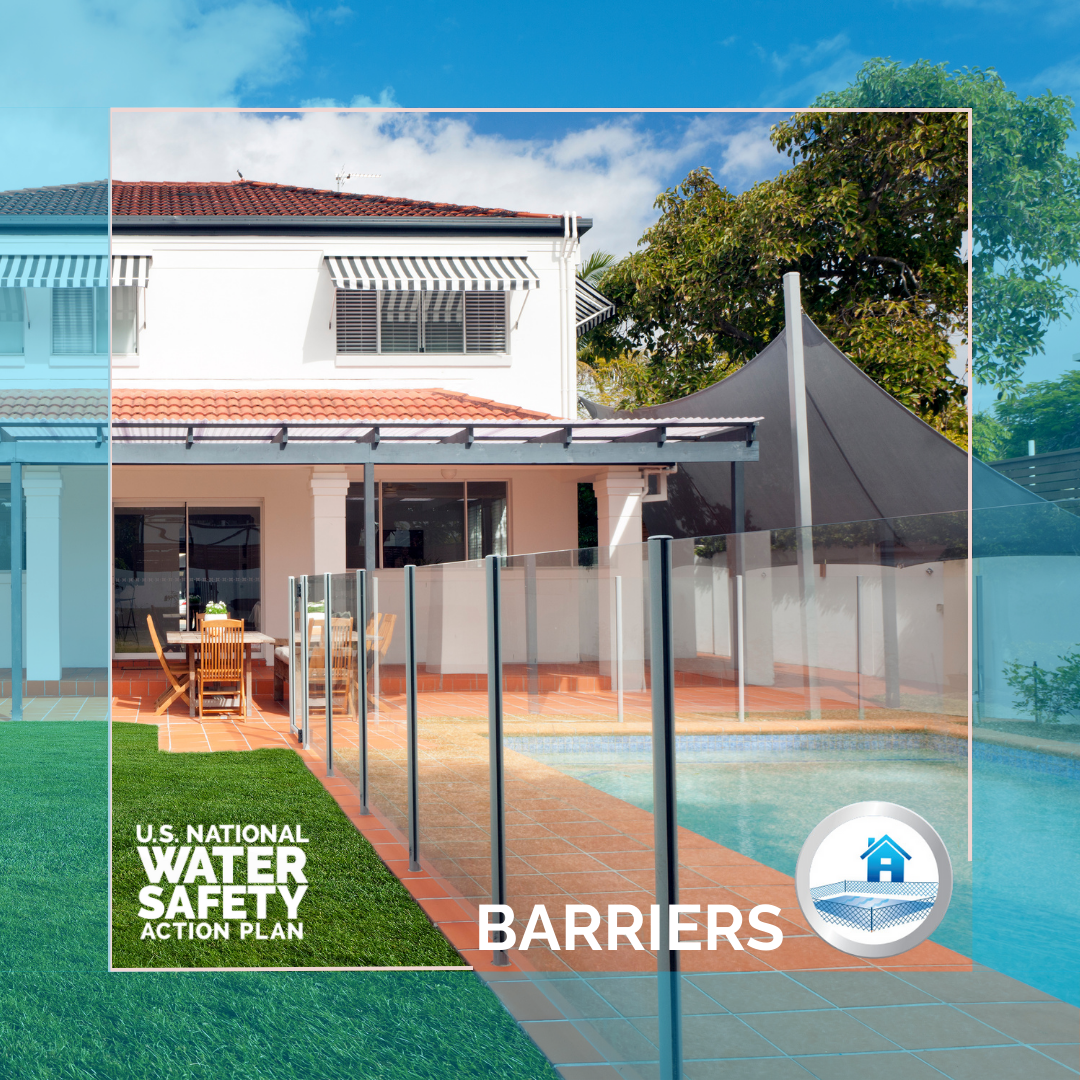 U.S. NATIONAL
WATER
SAFETY
ACTION PLAN
BARRIERS